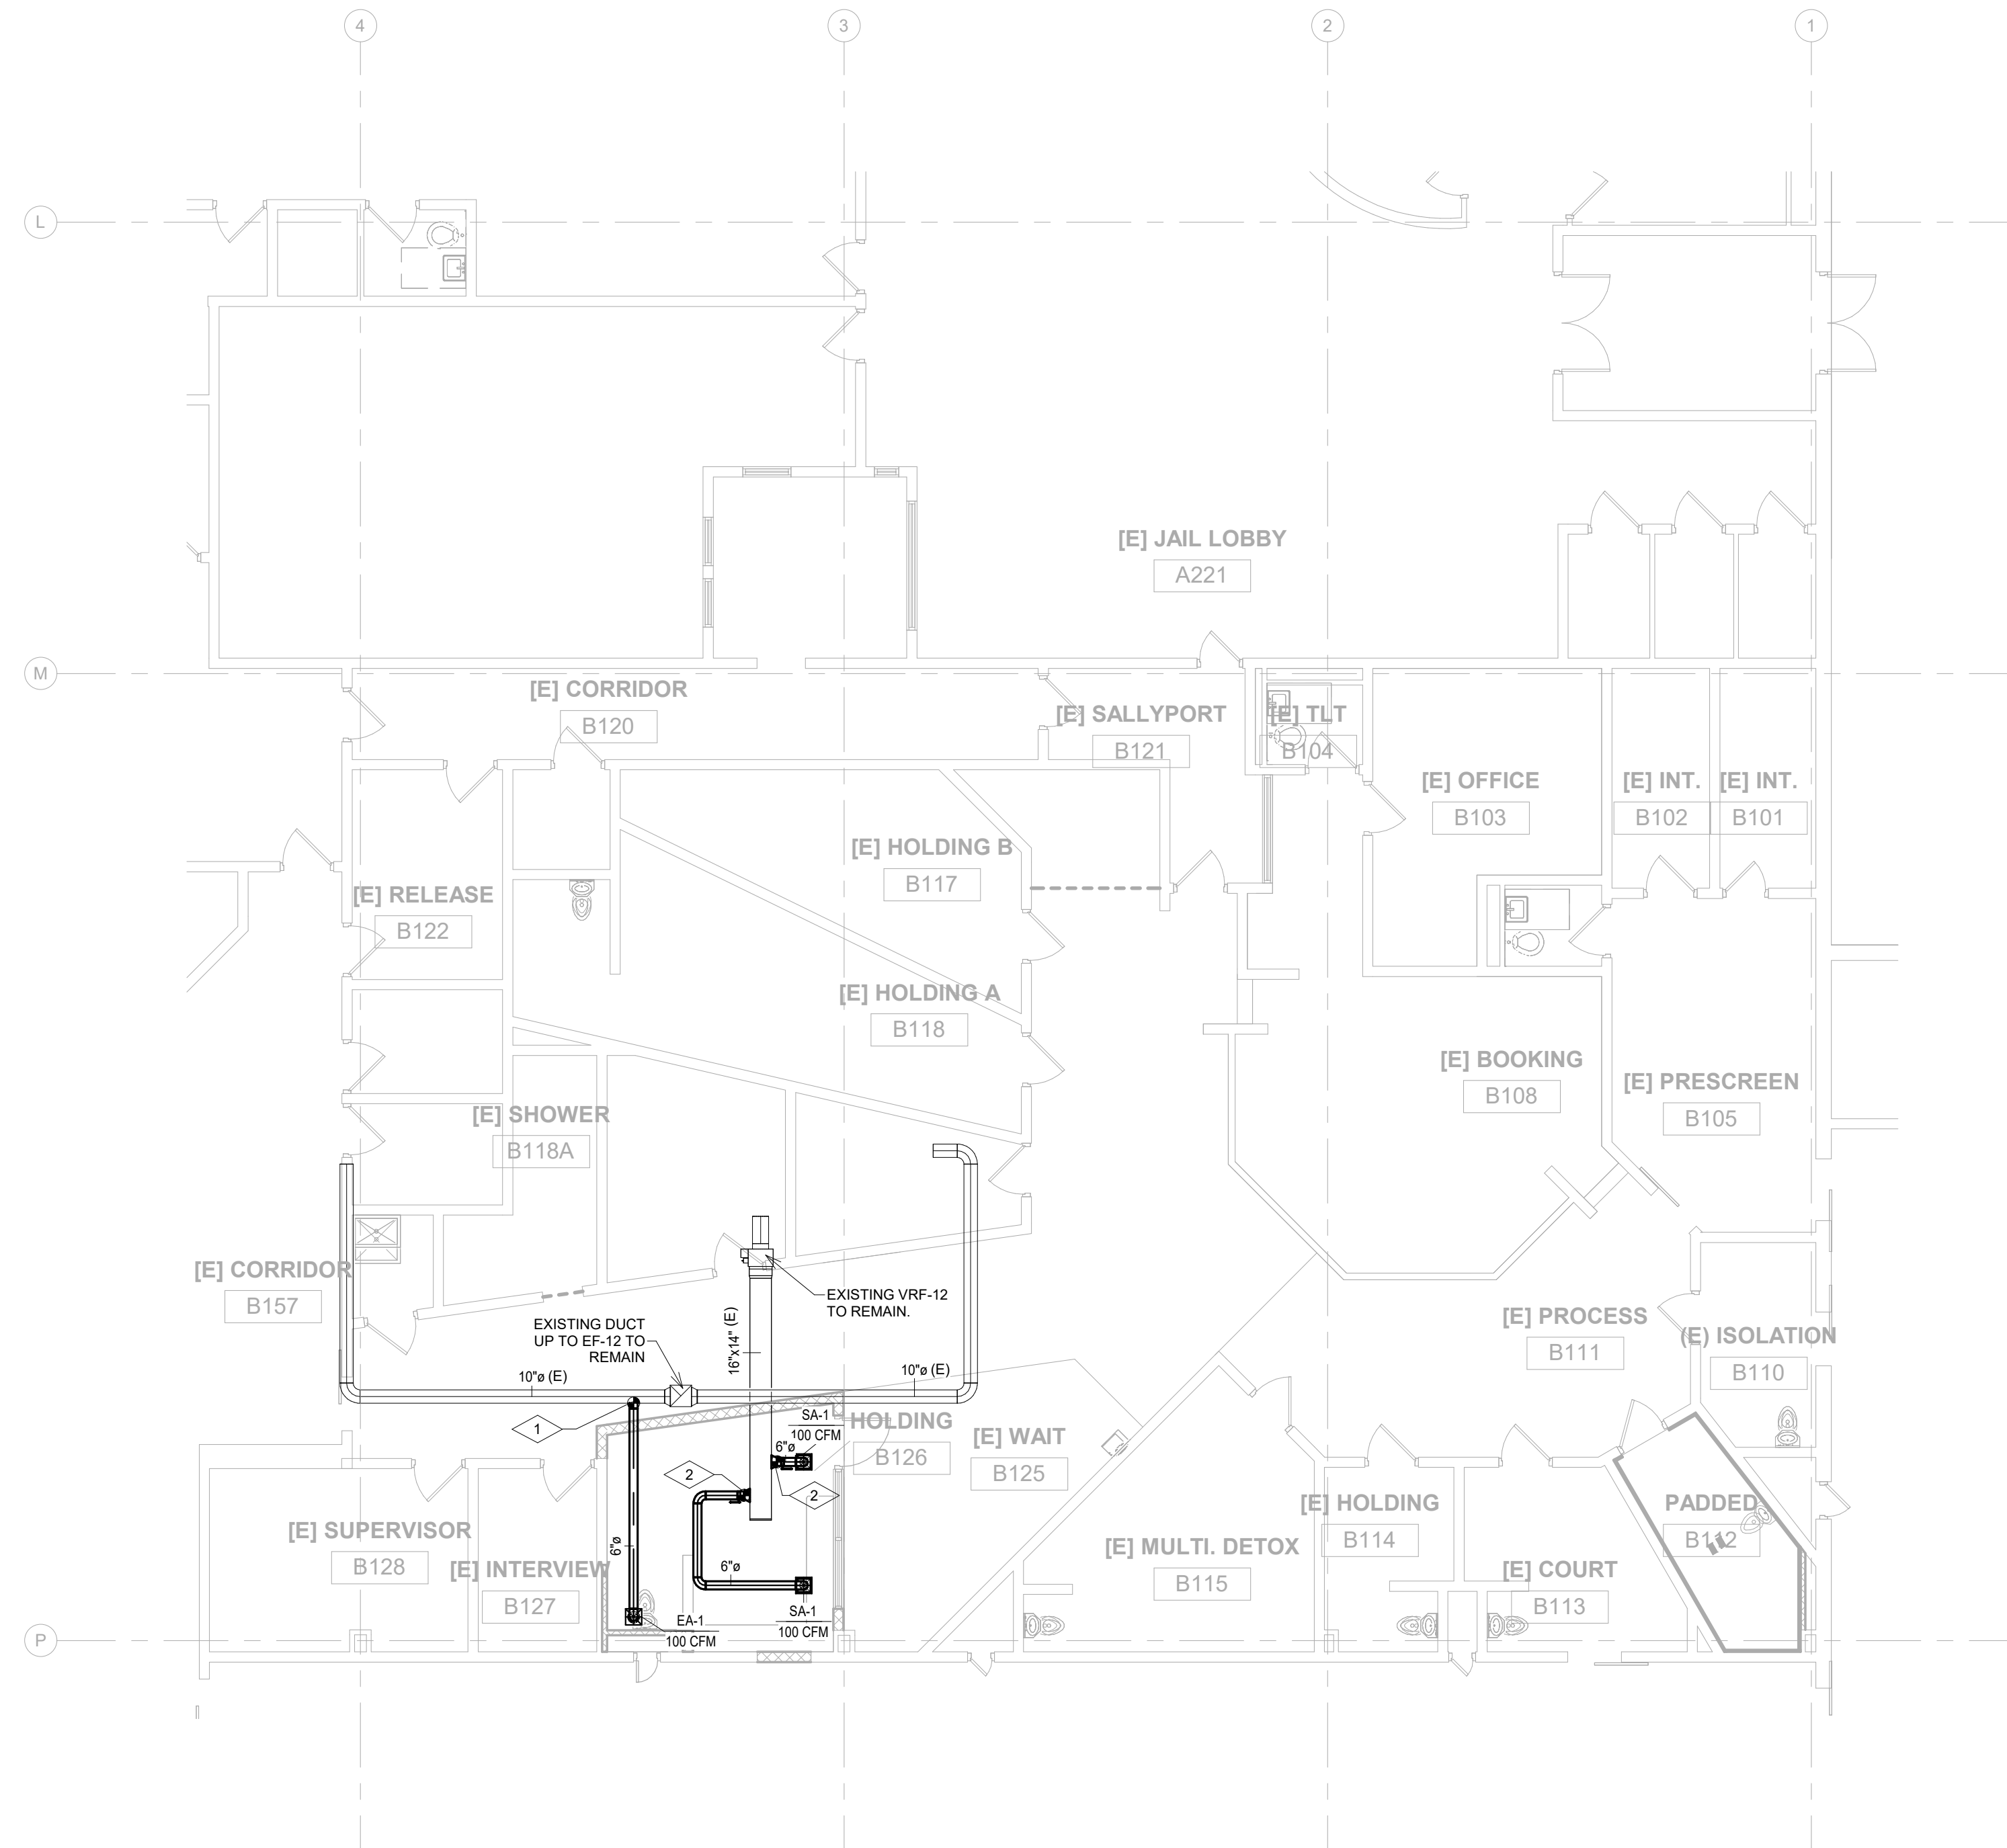 4
3
2
1
L
[E] JAIL LOBBY
A221
M
[E] CORRIDOR
B120
[E] SALLYPORT
B121
[E] TLT
B104
[E] OFFICE
B103
[E] INT.
B102
[E] INT.
B101
[E] HOLDING B
B117
[E] RELEASE
B122
[E] HOLDING A
B118
[E] BOOKING
B108
[E] PRESCREEN
B105
[E] SHOWER
B118A
[E] CORRIDOR
B157
EXISTING VRF-12
TO REMAIN.
EXISTING DUCT
UP TO EF-12 TO
REMAIN
16"x14" (E)
[E] PROCESS
B111
(E) ISOLATION
B110
10"ø (E)
10"ø (E)
1
SA-1
100 CFM
6"ø
HOLDING
B126
[E] WAIT
B125
2
2
[E] SUPERVISOR
B128
[E] INTERVIEW
B127
6"ø
6"ø
EA-1
100 CFM
SA-1
100 CFM
[E] MULTI. DETOX
B115
[E] HOLDING
B114
[E] COURT
B113
PADDED
B112
P